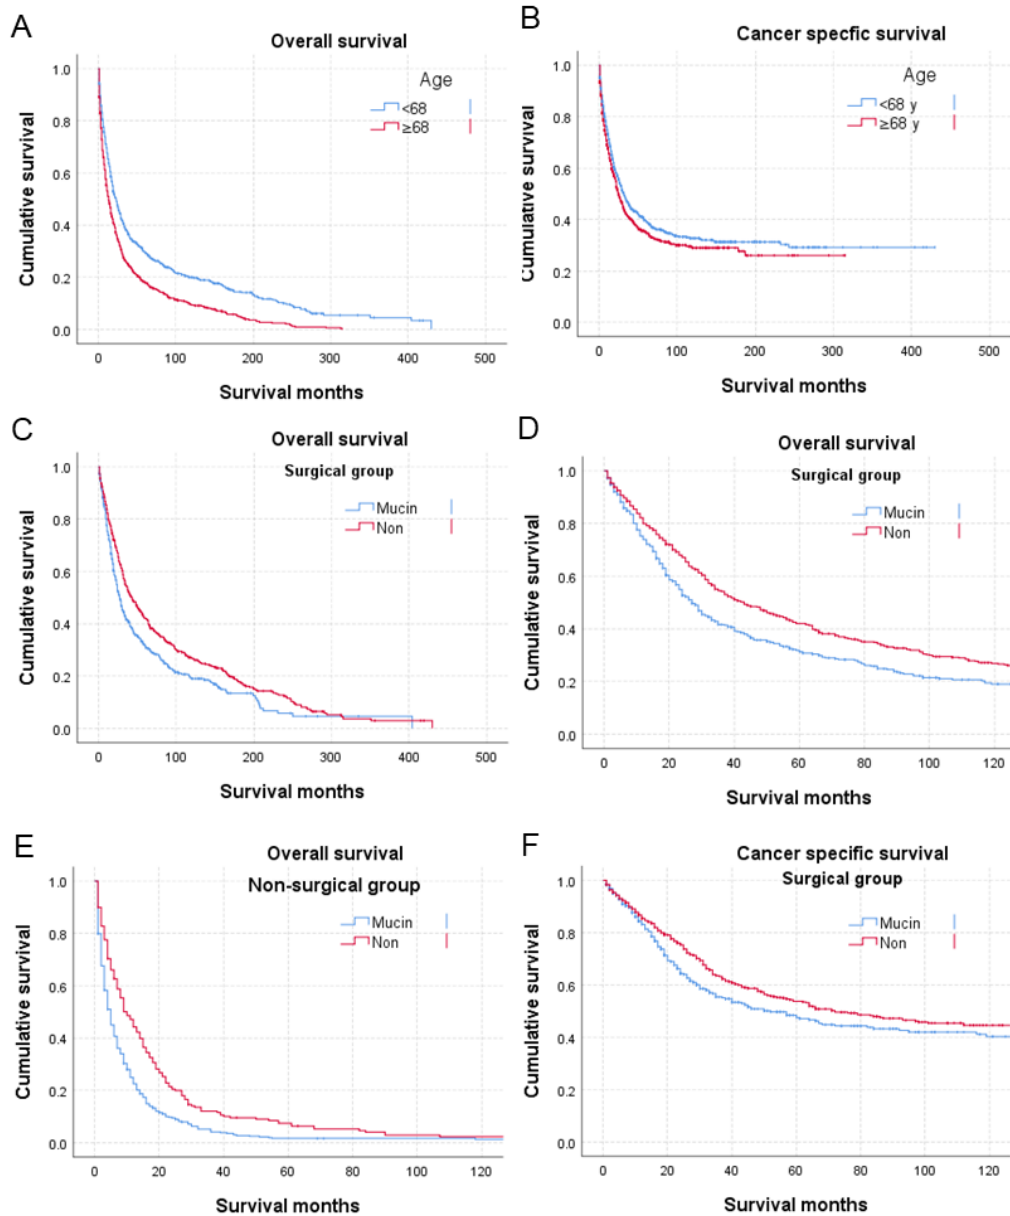 A
Overall survival
Age
<68
≥68
1.0
0.8
0.6
0.4
0.2
0.0
Cumulative survival
0 100 200 300 400 500
Survival months
B
Cancer specfic survival
Age
<68 y
≥68 y
1.0
0.8
0.6
0.4
0.2
0.0
Cumulative survival
0 100 200 300 400 500
Survival months
C
Overall survival
Surgical group
Mucin
Non
1.0
0.8
0.6
0.4
0.2
0.0
Cumulative survival
0 100 200 300 400 500
Survival months
D
Overall survival
Surgical group
Mucin
Non
1.0
0.8
0.6
0.4
0.2
0.0
Cumulative survival
0 20 40 60 80 100 120
Survival months
E
Overall survival
Non-surgical group
Mucin
Non
1.0
0.8
0.6
0.4
0.2
0.0
Cumulative survival
0 20 40 60 80 100 120
Survival months
F
Cancer specific survival
Surgical group
Mucin
Non
1.0
0.8
0.6
0.4
0.2
0.0
Cumulative survival
0 20 40 60 80 100 120
Survival months